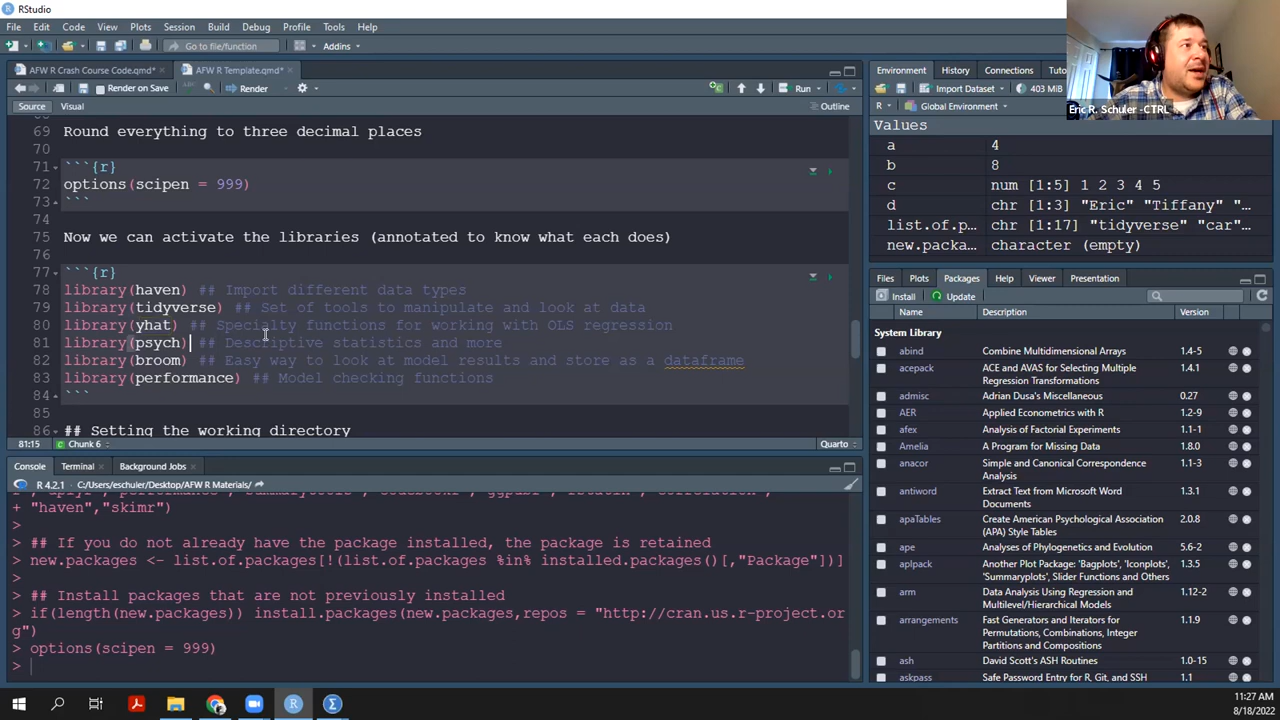 RStudio
File Edit Code View Plots Session Build Debug Profile Tools Help
Go to file/function Addins
AFW R Crash Course Code.qmd* AFW R Template.qmd*
Render on Save Render Run
Source Visual Outline
69 Round everything to three decimal places
70
71 ```{r}
72 options(scipen = 999)
73 ```
74
75 Now we can activate the libraries (annotated to know what each does)
76
77 ```{r}
78 library(haven) ## Import different data types
79 library(tidyverse) ## Set of tools to manipulate and look at data
80 library(yhat) ## Specialty functions for working with OLS regression
81 library(psych) ## Descriptive statistics and more
82 library(broom) ## Easy way to look at model results and store as a dataframe
83 library(performance) ## Model checking functions
84 ```
85
86 ## Setting the working directory
81:15 Chunk 6 Quarto
Console Terminal Background Jobs
R 4.2.1 · C:/Users/eschuler/Desktop/AFW R Materials/
+ "haven","skimr")
>
> ## If you do not already have the package installed, the package is retained
> new.packages <- list.of.packages[!(list.of.packages %in% installed.packages()[,"Package"])]
>
> ## Install packages that are not previously installed
> if(length(new.packages)) install.packages(new.packages,repos = "http://cran.us.r-project.or
g")
> options(scipen = 999)
>
Environment History Connections Tuto
Import Dataset 403 MiB
R Global Environment
Values
a 4
b 8
c num [1:5] 1 2 3 4 5
d chr [1:3] "Eric" "Tiffany" "…
list.of.p… chr [1:17] "tidyverse" "car"…
new.packa… character (empty)
Files Plots Packages Help Viewer Presentation
Install Update
Name Description Version
System Library
abind Combine Multidimensional Arrays 1.4-5
acepack ACE and AVAS for Selecting Multiple Regression Transformations 1.4.1
admisc Adrian Dusa's Miscellaneous 0.27
AER Applied Econometrics with R 1.2-9
afex Analysis of Factorial Experiments 1.1-1
Amelia A Program for Missing Data 1.8.0
anacor Simple and Canonical Correspondence Analysis 1.1-3
antiword Extract Text from Microsoft Word Documents 1.3.1
apaTables Create American Psychological Association (APA) Style Tables 2.0.8
ape Analyses of Phylogenetics and Evolution 5.6-2
aplpack Another Plot Package: 'Bagplots', 'Iconplots', 'Summaryplots', Slider Functions and Others 1.3.5
arm Data Analysis Using Regression and Multilevel/Hierarchical Models 1.12-2
arrangements Fast Generators and Iterators for Permutations, Combinations, Integer Partitions and Compositions 1.1.9
ash David Scott's ASH Routines 1.0-15
askpass Safe Password Entry for R, Git, and SSH 1.1
Eric R. Schuler -CTRL
11:27 AM
8/18/2022